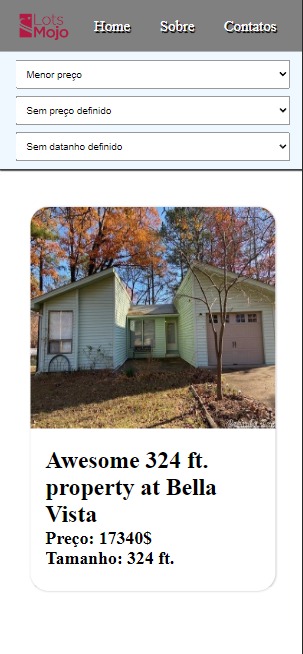 Lots
Mojo
Home Sobre Contatos
Menor preço
Sem preço definido
Sem datanho definido
Awesome 324 ft.
property at Bella
Vista
Preço: 17340$
Tamanho: 324 ft.